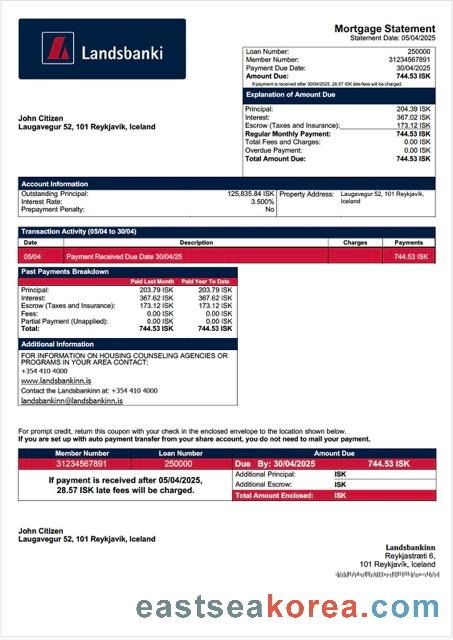 Landsbanki
Mortgage Statement
Statement Date: 05/04/2025
Loan Number: 250000
Member Number: 31234567891
Payment Due Date: 30/04/2025
Amount Due: 744.53 ISK
If payment is received after 30/04/2025, 28.57 ISK late fees will be charged.
Explanation of Amount Due
Principal: 204.39 ISK
Interest: 367.02 ISK
Escrow (Taxes and Insurance): 173.12 ISK
Regular Monthly Payment: 744.53 ISK
Total Fees and Charges: 0.00 ISK
Overdue Payment: 0.00 ISK
Total Amount Due: 744.53 ISK
John Citizen
Laugavegur 52, 101 Reykjavík, Iceland
Account Information
Outstanding Principal: 125,835.84 ISK
Interest Rate: 3.500%
Prepayment Penalty: No
Property Address: Laugavegur 52, 101 Reykjavík,
Iceland
Transaction Activity (05/04 to 30/04)
Date Description Charges Payments
05/04 Payment Received Due Date 30/04/25 744.53 ISK
Past Payments Breakdown
Paid Last Month Paid Year To Date
Principal: 203.79 ISK 203.79 ISK
Interest: 367.62 ISK 367.62 ISK
Escrow (Taxes and Insurance): 173.12 ISK 173.12 ISK
Fees: 0.00 ISK 0.00 ISK
Partial Payment (Unapplied): 0.00 ISK 0.00 ISK
Total: 744.53 ISK 744.53 ISK
Additional Information
FOR INFORMATION ON HOUSING COUNSELING AGENCIES OR
PROGRAMS IN YOUR AREA CONTACT:
+354 410 4000
www.landsbankinn.is
Contact the Landsbankinn at: +354 410 4000
landsbankinn@landsbankinn.is
For prompt credit, return this coupon with your check in the enclosed envelope to the location shown below.
If you are set up with auto payment transfer from your share account, you do not need to mail your payment.
Member Number Loan Number Amount Due
31234567891 250000 Due By: 30/04/2025 744.53 ISK
If payment is received after 05/04/2025,
28.57 ISK late fees will be charged.
Additional Principal: ISK
Additional Escrow: ISK
Total Amount Enclosed: ISK
John Citizen
Laugavegur 52, 101 Reykjavík, Iceland
Landsbankinn
Reykjastræti 6,
101 Reykjavík, Iceland
eastseakorea.com